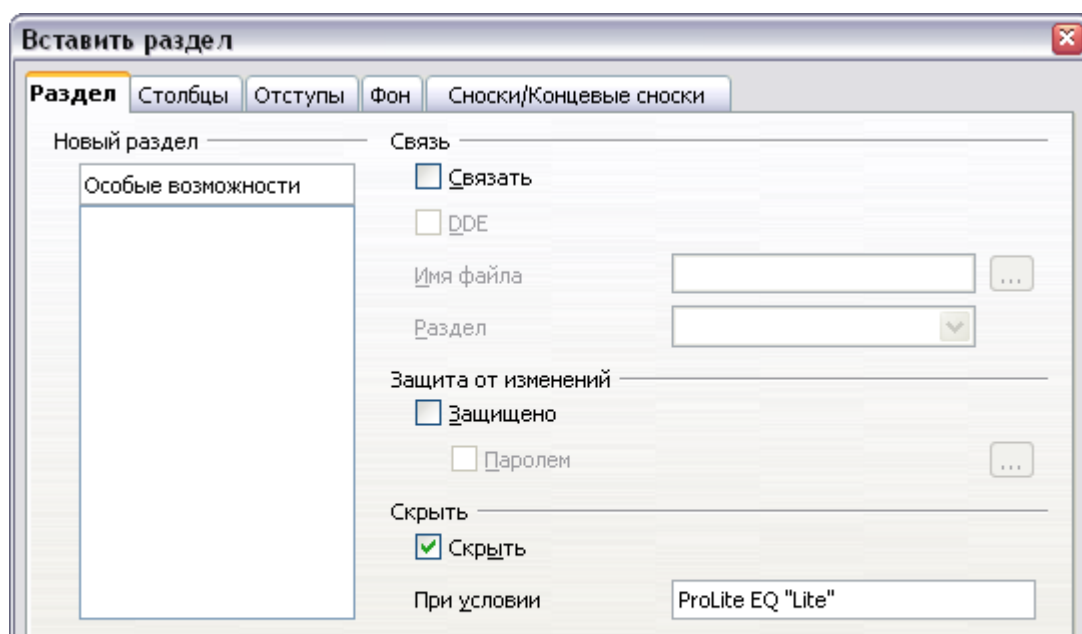 Вставить раздел
Раздел Столбцы Отступы Фон Сноски/Концевые сноски
Новый раздел
Особые возможности
Связь
Связать
DDE
Имя файла ...
Раздел
Защита от изменений
Защищено
Паролем ...
Скрыть
Скрыть
При условии ProLite EQ "Lite"